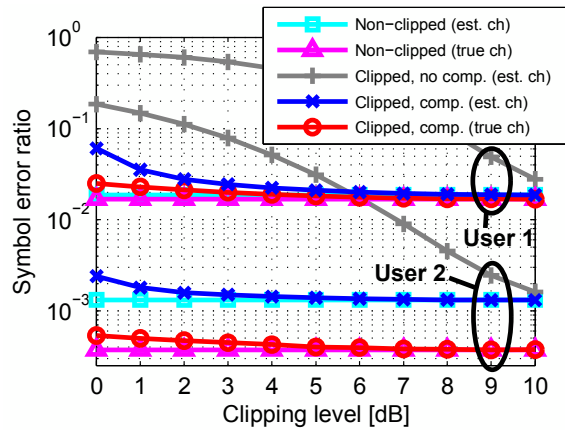 Non-clipped (est. ch)
Non-clipped (true ch)
Clipped, no comp. (est. ch)
Clipped, comp. (est. ch)
Clipped, comp. (true ch)
10^0
10^-1
10^-2
10^-3
Symbol error ratio
User 1
User 2
0 1 2 3 4 5 6 7 8 9 10
Clipping level [dB]